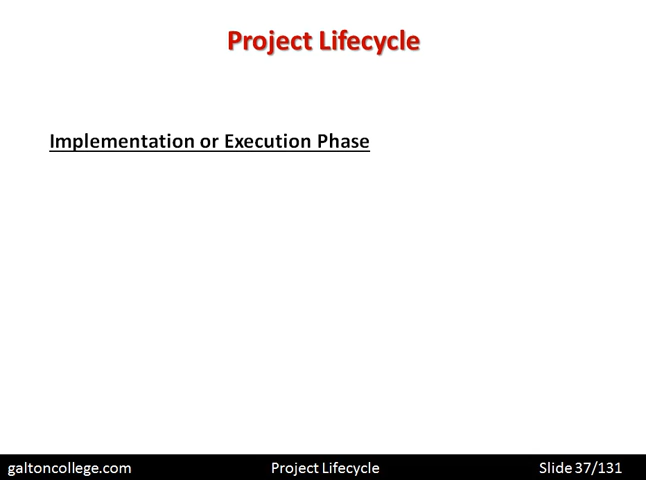 Project Lifecycle
Implementation or Execution Phase
galtoncollege.com
Project Lifecycle
Slide 37/131